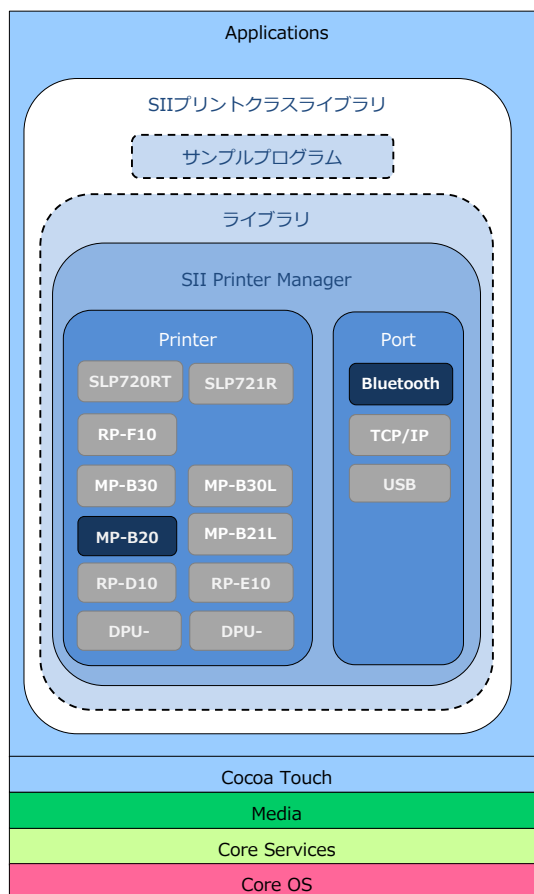 Applications
SIIプリントクラスライブラリ
サンプルプログラム
ライブラリ
SII Printer Manager
Printer
SLP720RT
SLP721R
RP-F10
MP-B30
MP-B30L
MP-B20
MP-B21L
RP-D10
RP-E10
DPU-
DPU-
Port
Bluetooth
TCP/IP
USB
Cocoa Touch
Media
Core Services
Core OS